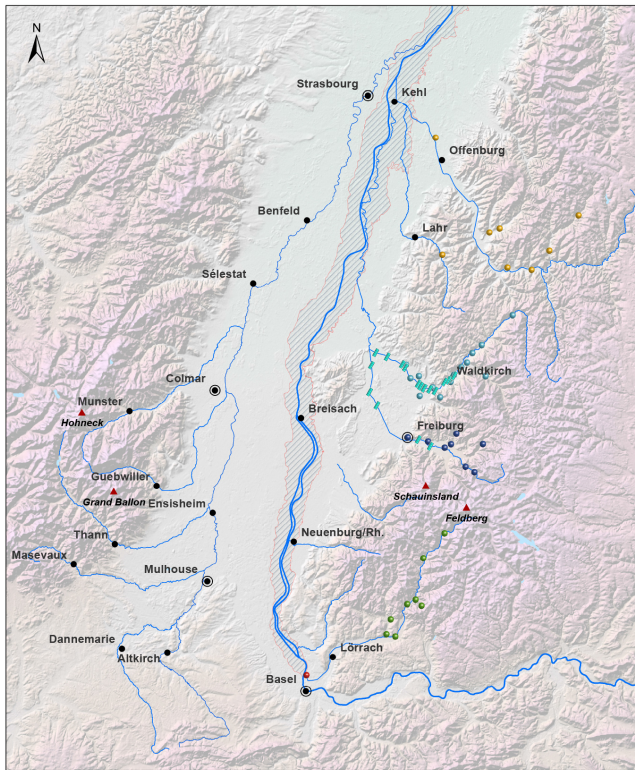 N
Strasbourg
Kehl
Offenburg
Benfeld
Lahr
Sélestat
Waldkirch
Colmar
Munster
Breisach
Hohneck
Freiburg
Guebwiller
Grand Ballon
Schauinsland
Ensisheim
Feldberg
Thann
Neuenburg/Rh.
Masevaux
Mulhouse
Dannemarie
Altkirch
Lörrach
Basel